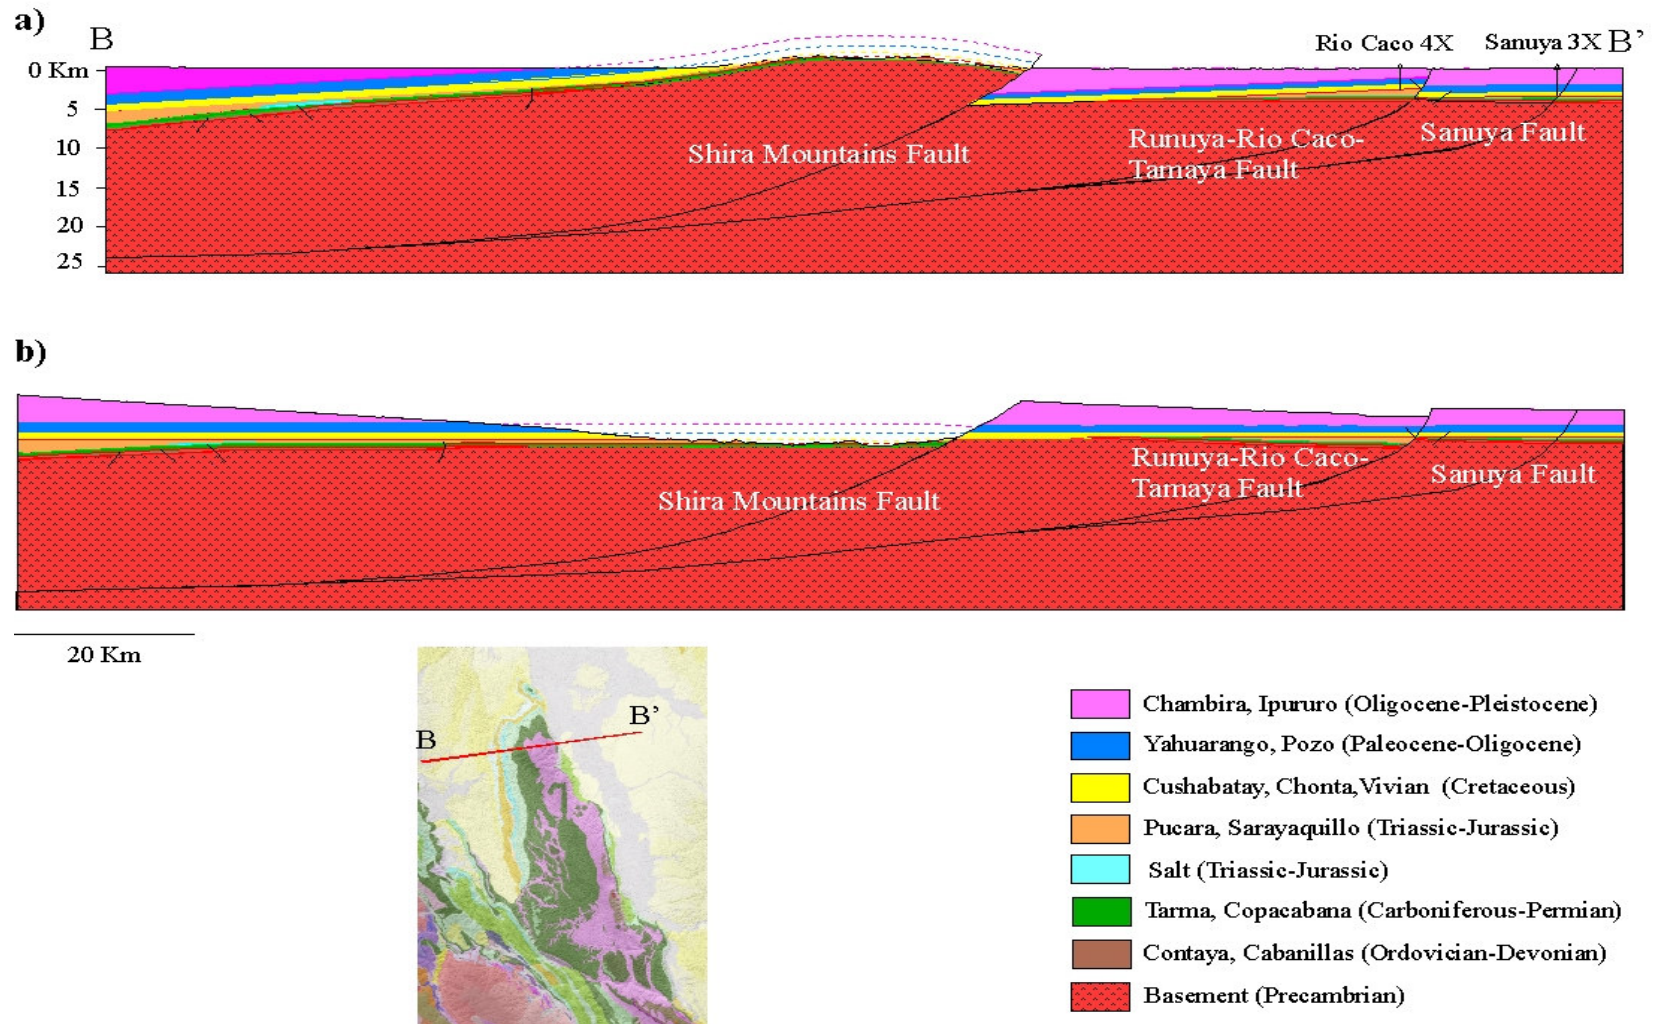 a)
B
Rio Caco 4X
Sanuya 3X
B’
0 Km
5
10
15
20
25
Shira Mountains Fault
Runuya-Rio Caco-
Tamaya Fault
Sanuya Fault
b)
Shira Mountains Fault
Runuya-Rio Caco-
Tamaya Fault
Sanuya Fault
20 Km
B
B’
Chambira, Ipururo (Oligocene-Pleistocene)
Yahuarango, Pozo (Paleocene-Oligocene)
Cushabatay, Chonta,Vivian (Cretaceous)
Pucara, Sarayaquillo (Triassic-Jurassic)
Salt (Triassic-Jurassic)
Tarma, Copacabana (Carboniferous-Permian)
Contaya, Cabanillas (Ordovician-Devonian)
Basement (Precambrian)